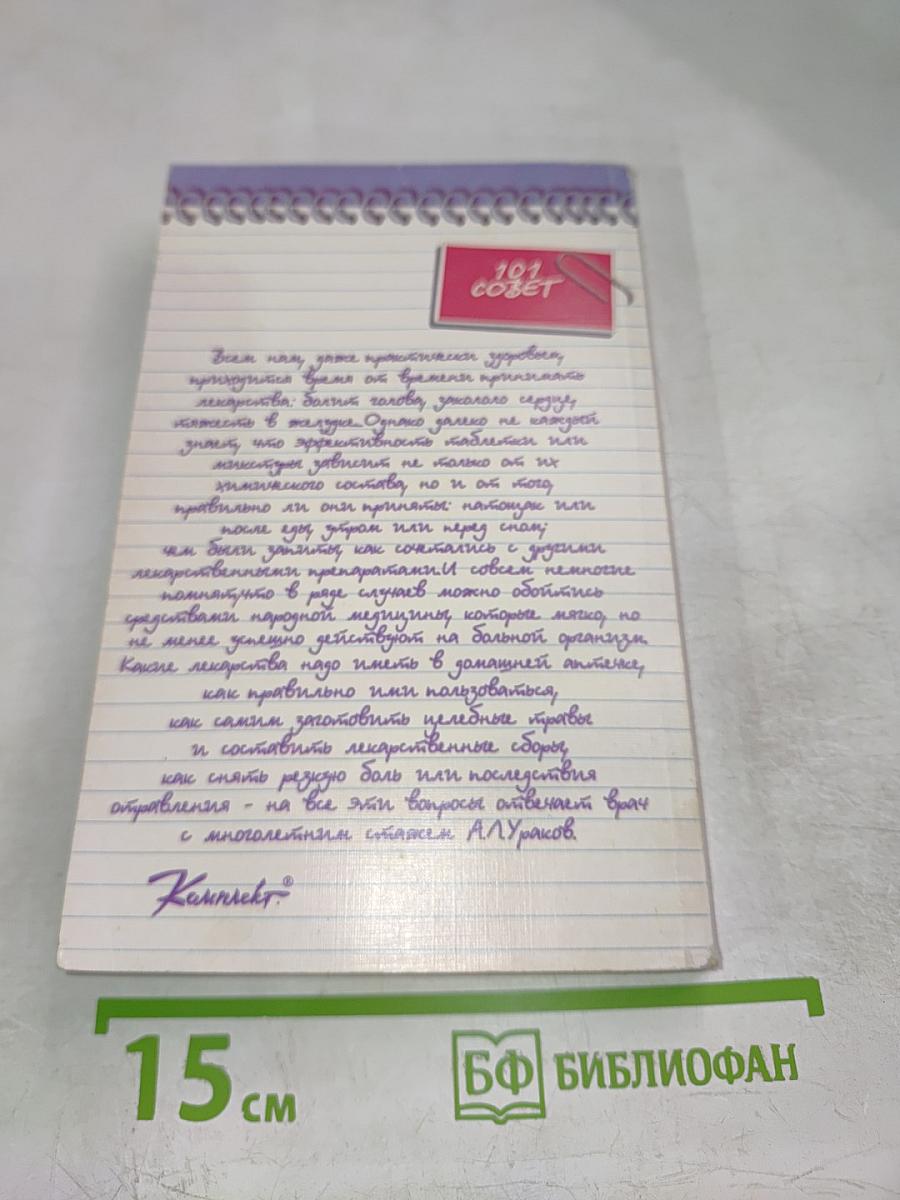 101
СОВЕТ
Всем нам, даже практически здоровым,
приходится время от времени принимать
лекарства: болит голова, закололо сердце,
тяжесть в желудке. Однако далеко не каждый
знает, что эффективность таблетки или
микстуры зависит не только от их
химического состава, но и от того,
правильно ли они приняты: натощак или
после еды, утром или перед сном;
чем были запиты, как сочетались с другими
лекарственными препаратами. И совсем немногие
помнят,что в ряде случаев можно обойтись
средствами народной медицины, которые мягко, но
не менее успешно действуют на больной организм.
Какие лекарства надо иметь в домашней аптечке,
как правильно ими пользоваться,
как самим заготовить целебные травы
и составить лекарственные сборы,
как снять резкую боль или последствия
отравления - на все эти вопросы отвечает врач
с многолетним стажем А.Л.Ураков.
Комплект.®
15 см
БФ БИБЛИОФАН